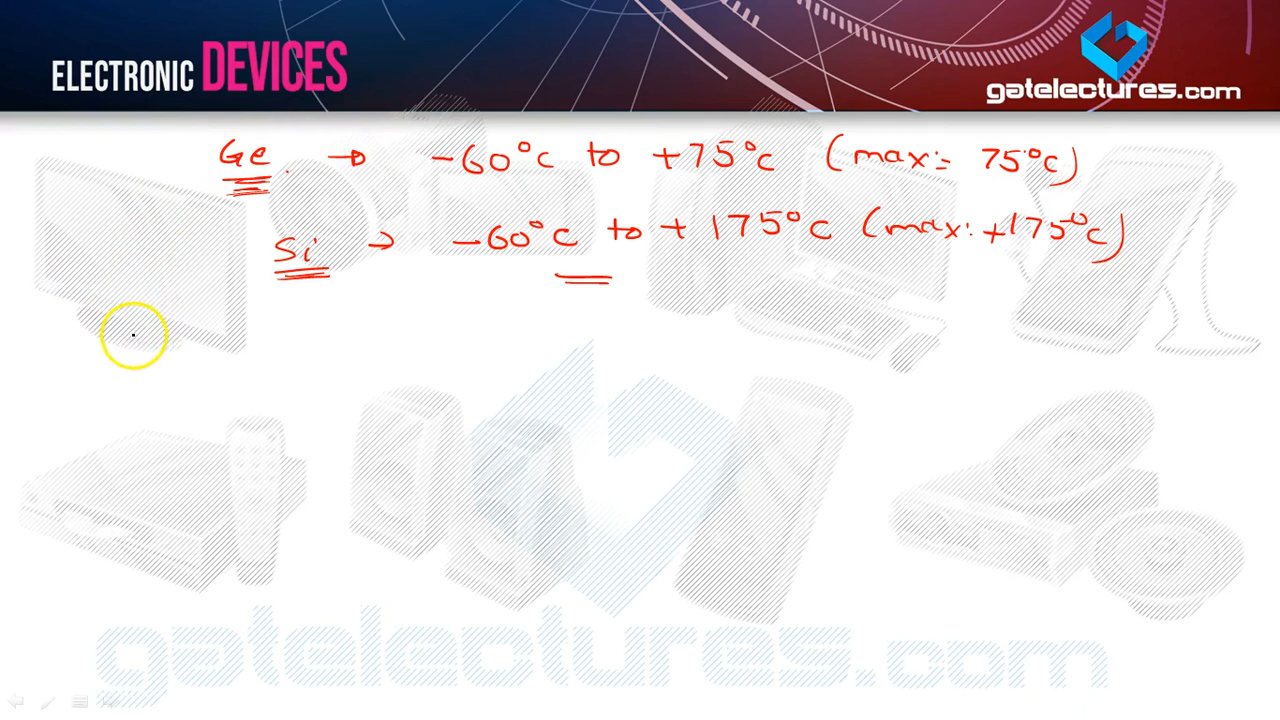 ELECTRONIC DEVICES
gatelectures.com
Ge → -60°c to +75°c (max:- 75°c)
Si → -60°c to +175°c (max: +175°c)
gatelectures.com